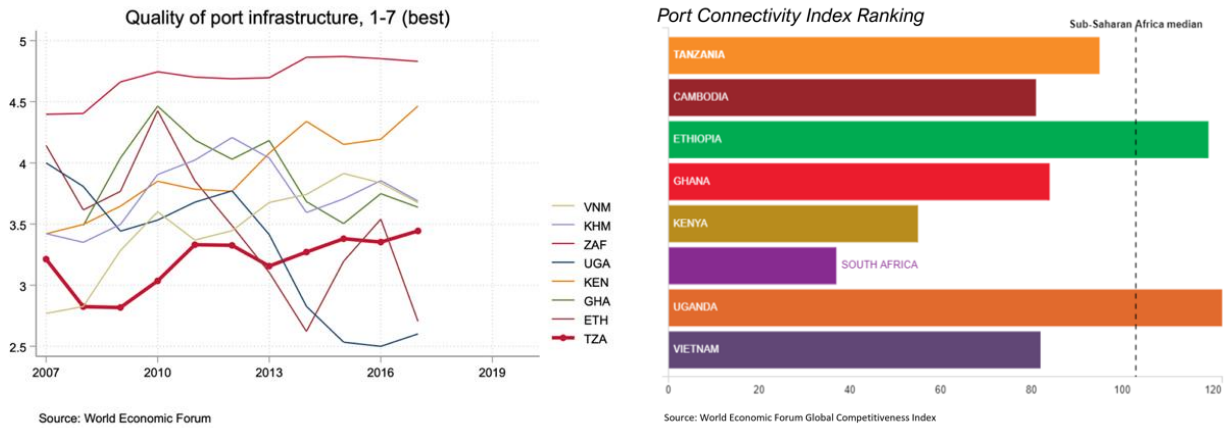 Quality of port infrastructure, 1-7 (best)
5
4.5
4
3.5
3
2.5
2007
2010
2013
2016
2019
VNM
KHM
ZAF
UGA
KEN
GHA
ETH
TZA
Source: World Economic Forum
Port Connectivity Index Ranking
Sub-Saharan Africa median
TANZANIA
CAMBODIA
ETHIOPIA
GHANA
KENYA
SOUTH AFRICA
UGANDA
VIETNAM
0
20
40
60
80
100
120
Source: World Economic Forum Global Competitiveness Index